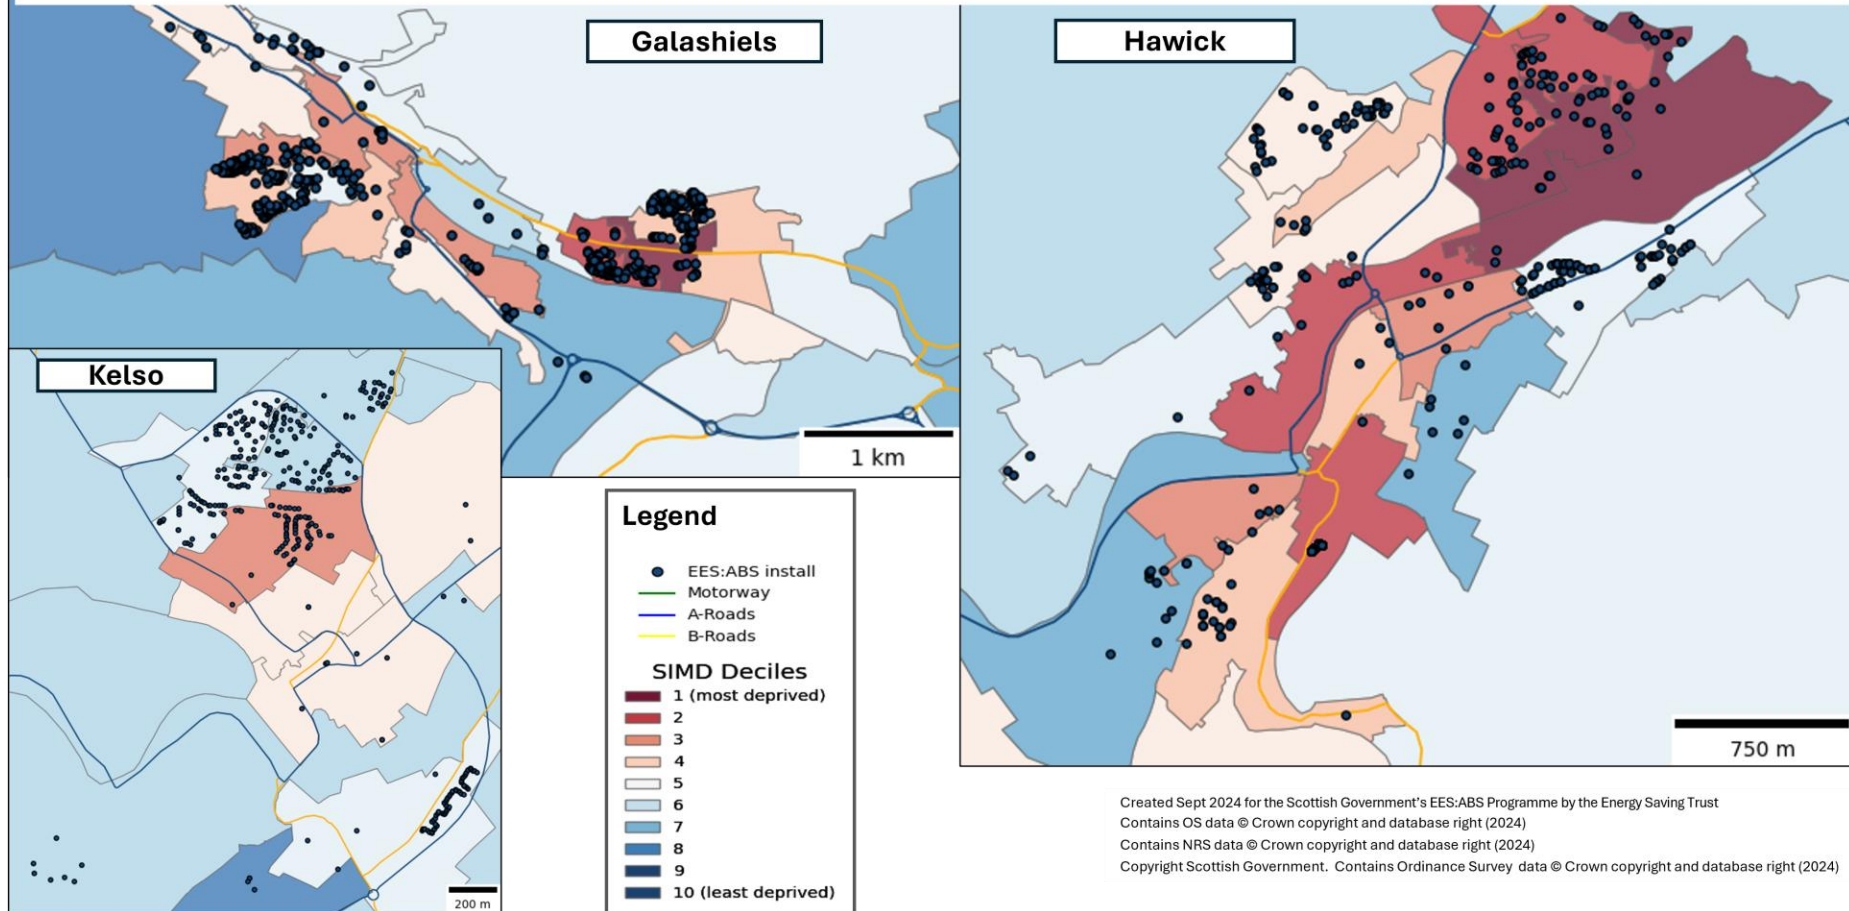 Galashiels
Hawick
Kelso
1 km
200 m
750 m
Legend
EES:ABS install
Motorway
A-Roads
B-Roads
SIMD Deciles
1 (most deprived)
2
3
4
5
6
7
8
9
10 (least deprived)
Created Sept 2024 for the Scottish Government's EES:ABS Programme by the Energy Saving Trust
Contains OS data © Crown copyright and database right (2024)
Contains NRS data © Crown copyright and database right (2024)
Copyright Scottish Government.  Contains Ordinance Survey  data © Crown copyright and database right (2024)